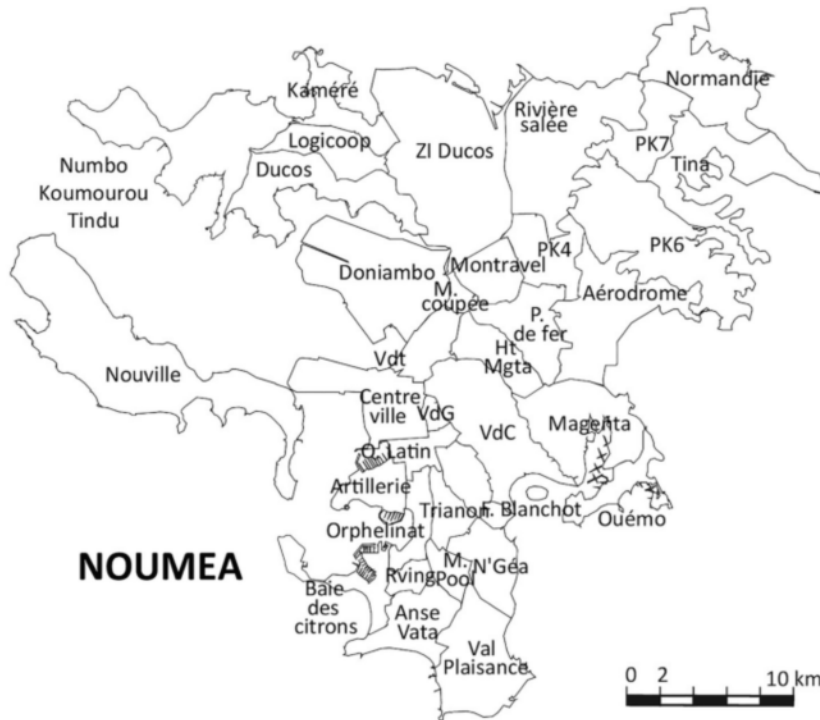 Normandie
Kaméré
Rivière
salée
Logicoop
ZI Ducos
PK7
Numbo
Koumourou
Tindu
Ducos
Tina
PK4
PK6
Doniambo
Montravel
M.
coupée
Aérodrome
P.
de fer
Vdt
Ht
Mgta
Nouville
Centre
ville
VdG
VdC
Magenta
Q. Latin
Artillerie
Trianon
F. Blanchot
Ouémo
Orphelinat
NOUMEA
Rving
M.
Pool
N'Géa
Baie
des
citrons
Anse
Vata
Val
Plaisance
0 2 10 km